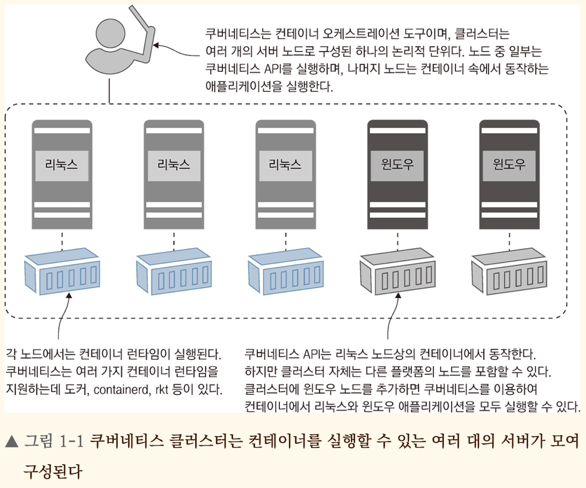 쿠버네티스는 컨테이너 오케스트레이션 도구이며, 클러스터는
여러 개의 서버 노드로 구성된 하나의 논리적 단위다. 노드 중 일부는
쿠버네티스 API를 실행하며, 나머지 노드는 컨테이너 속에서 동작하는
애플리케이션을 실행한다.
리눅스 리눅스 리눅스 윈도우 윈도우
각 노드에서는 컨테이너 런타임이 실행된다.
쿠버네티스는 여러 가지 컨테이너 런타임을
지원하는데 도커, containerd, rkt 등이 있다.
쿠버네티스 API는 리눅스 노드상의 컨테이너에서 동작한다.
하지만 클러스터 자체는 다른 플랫폼의 노드를 포함할 수 있다.
클러스터에 윈도우 노드를 추가하면 쿠버네티스를 이용하여
컨테이너에서 리눅스와 윈도우 애플리케이션을 모두 실행할 수 있다.
▲ 그림 1-1 쿠버네티스 클러스터는 컨테이너를 실행할 수 있는 여러 대의 서버가 모여
구성된다